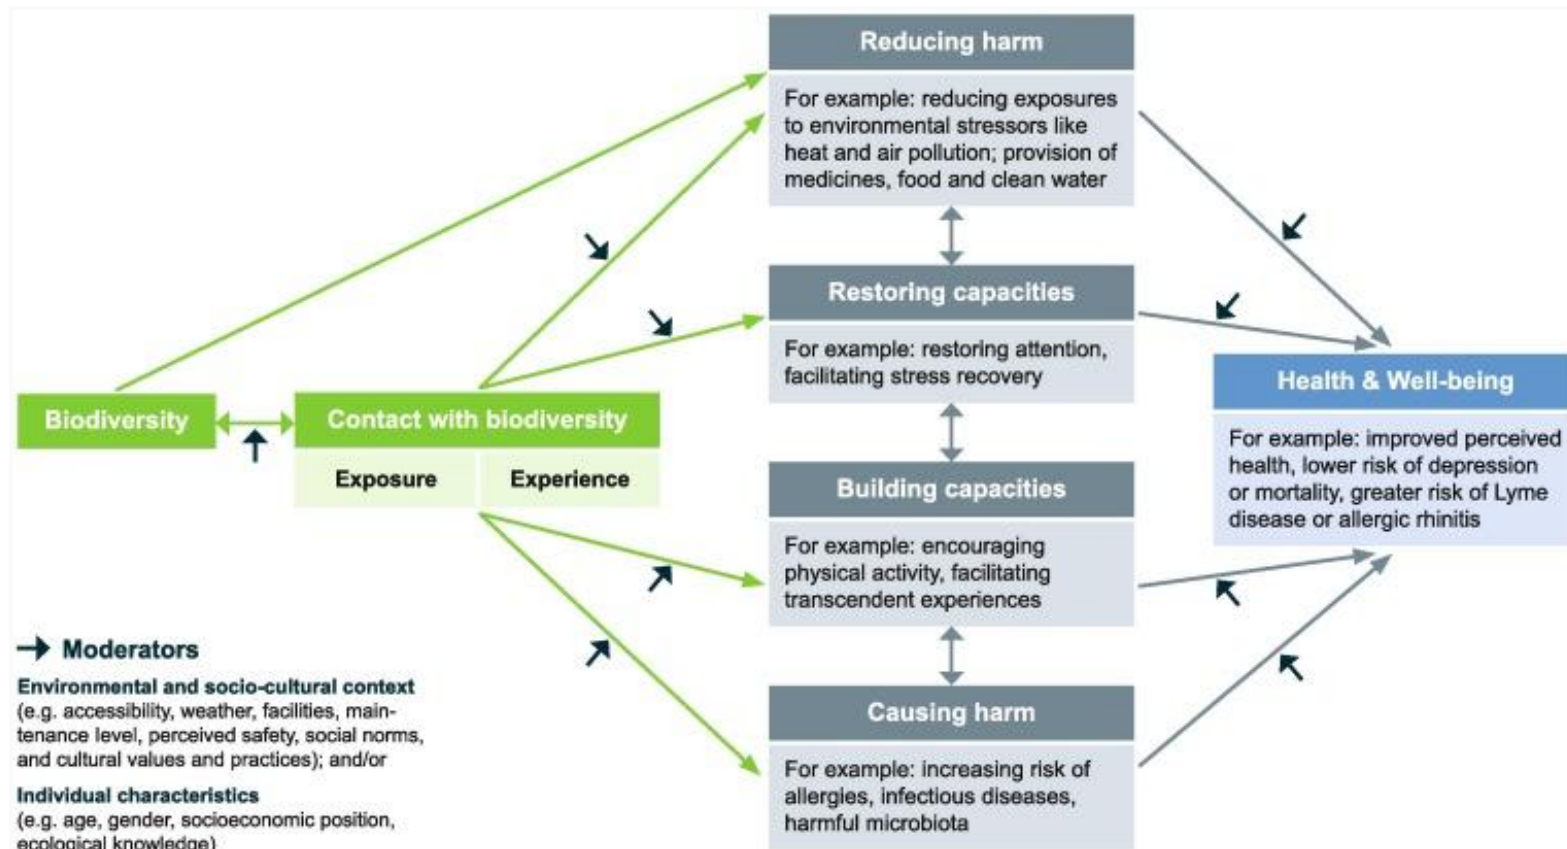 Reducing harm
For example: reducing exposures
to environmental stressors like
heat and air pollution; provision of
medicines, food and clean water
Restoring capacities
For example: restoring attention,
facilitating stress recovery
Biodiversity
Contact with biodiversity
Exposure
Experience
Building capacities
For example: encouraging
physical activity, facilitating
transcendent experiences
Causing harm
For example: increasing risk of
allergies, infectious diseases,
harmful microbiota
Health & Well-being
For example: improved perceived
health, lower risk of depression
or mortality, greater risk of Lyme
disease or allergic rhinitis
Moderators
Environmental and socio-cultural context
(e.g. accessibility, weather, facilities, main-
tenance level, perceived safety, social norms,
and cultural values and practices); and/or
Individual characteristics
(e.g. age, gender, socioeconomic position,
ecological knowledge)